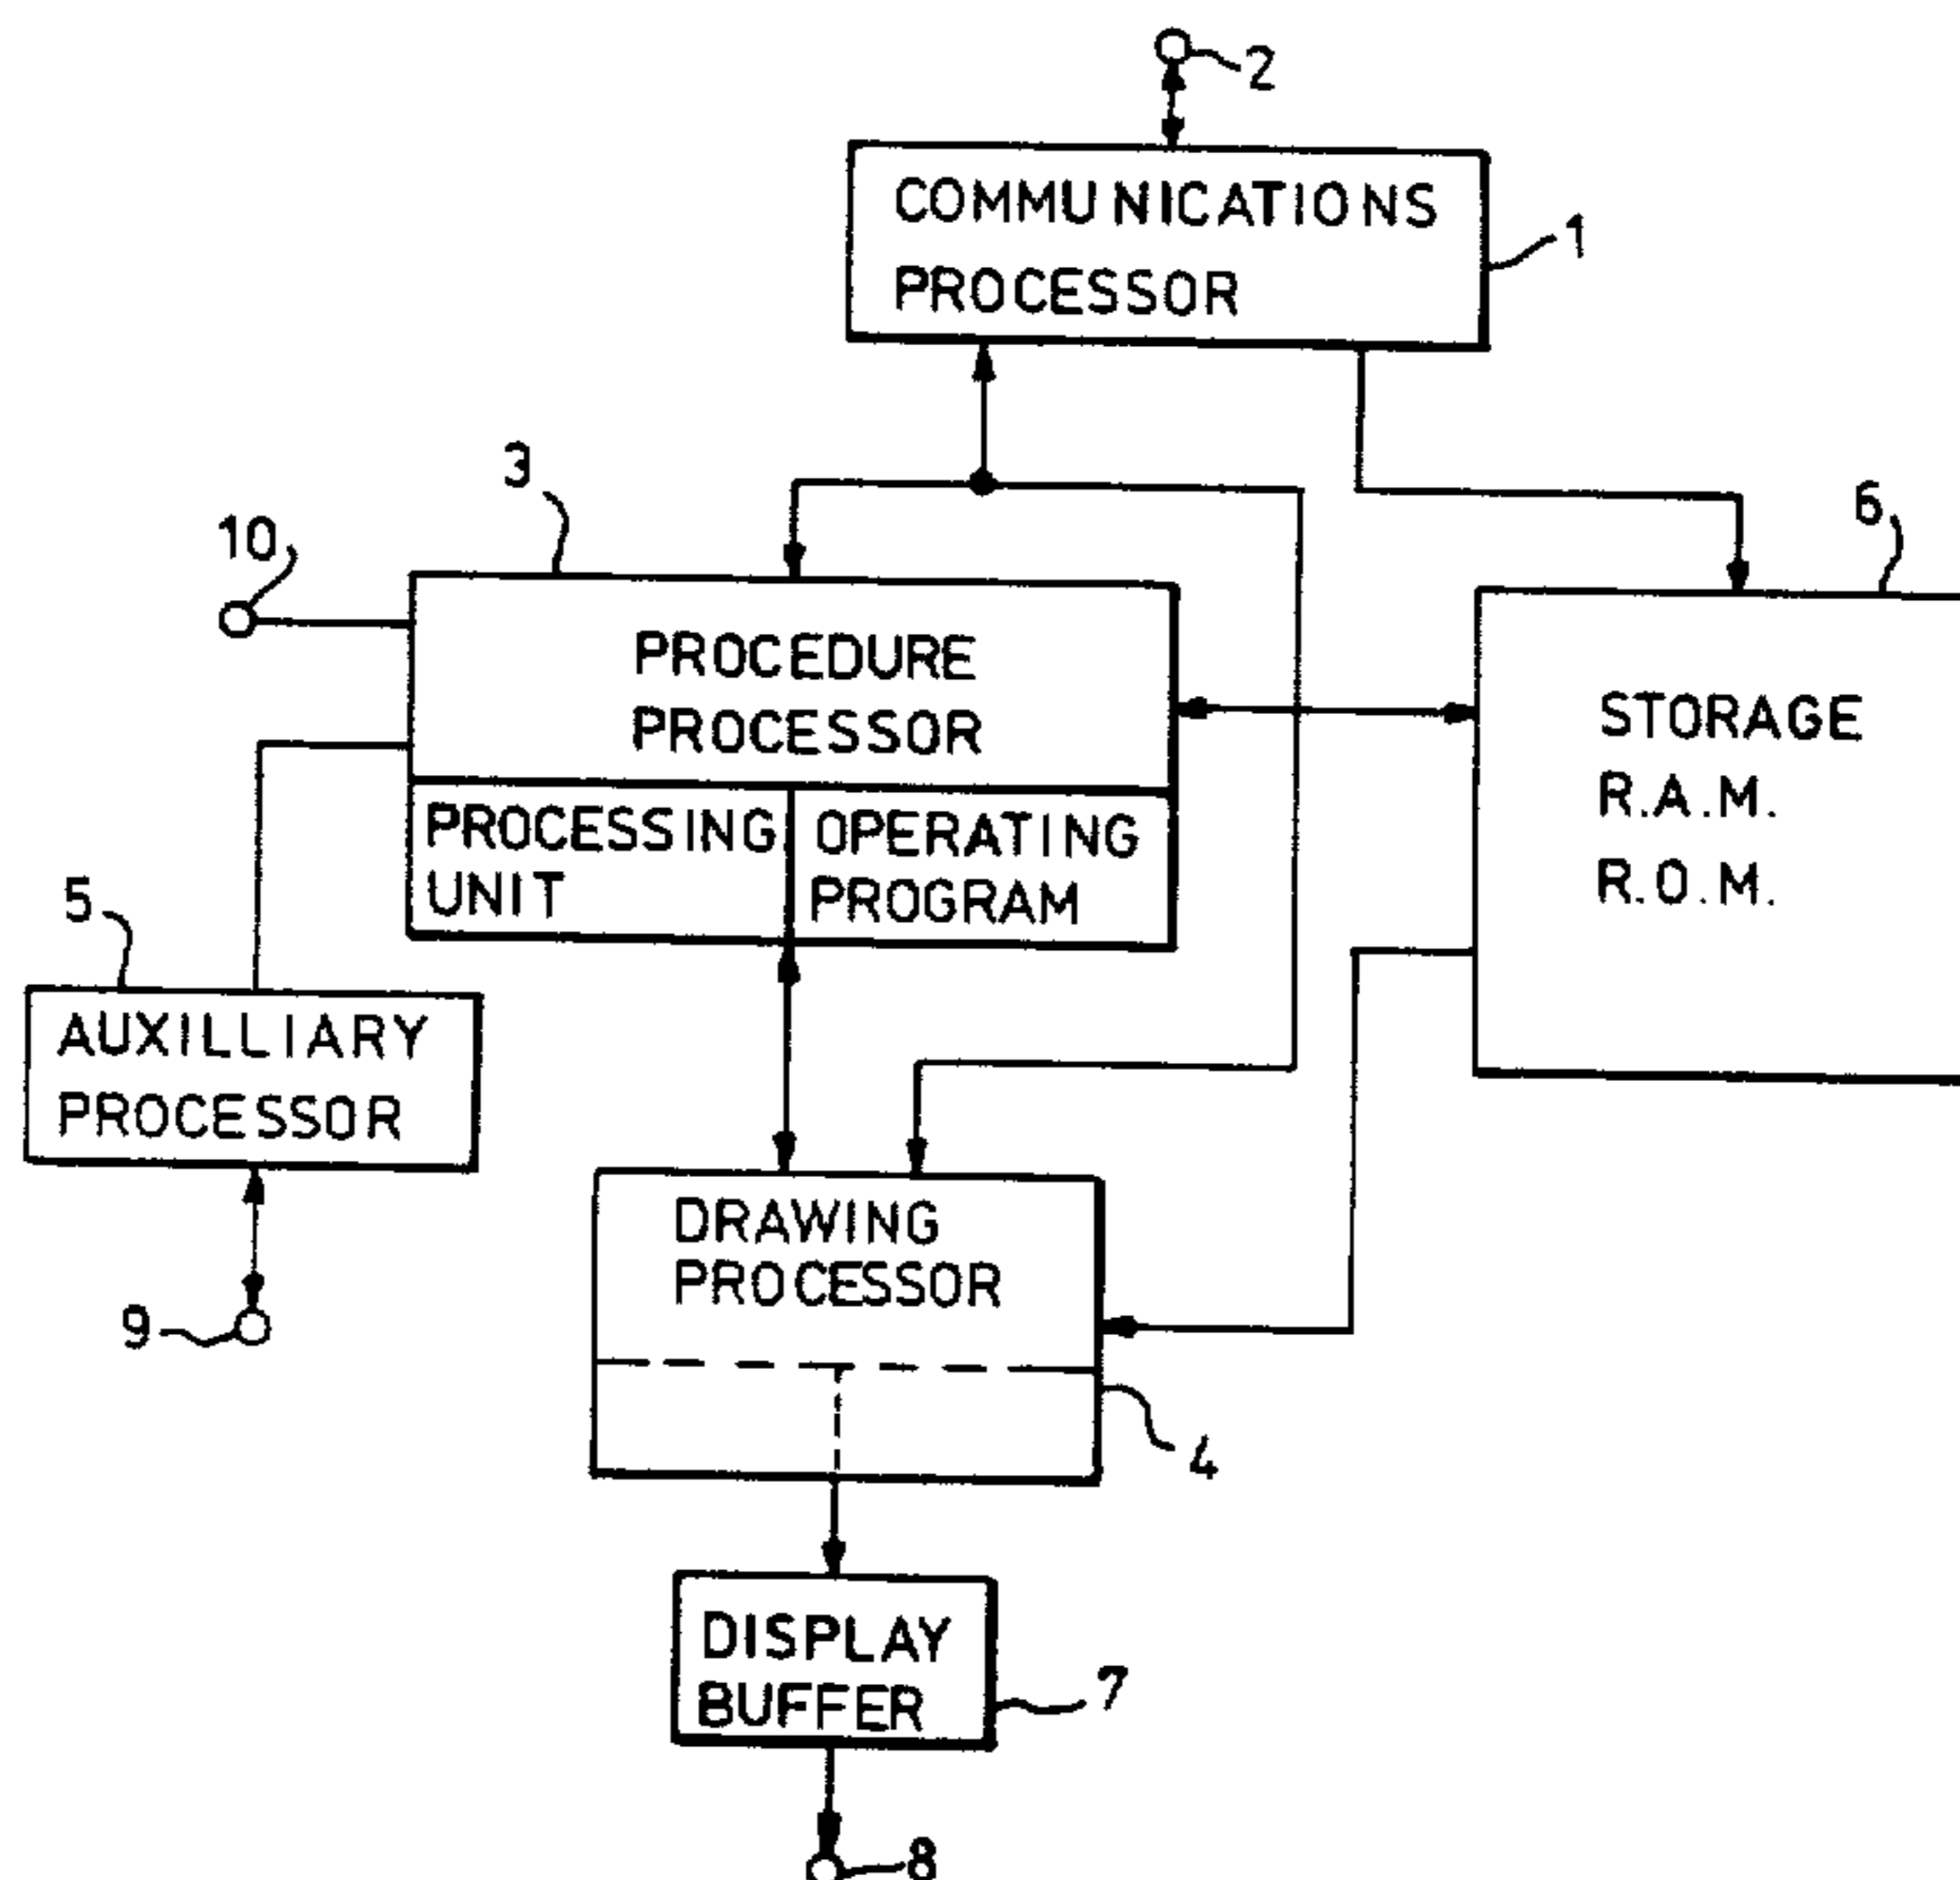 2
COMMUNICATIONS
PROCESSOR
1
3
10
6
PROCEDURE
PROCESSOR
PROCESSING
UNIT
OPERATING
PROGRAM
STORAGE
R.A.M.
R.O.M.
5
AUXILLIARY
PROCESSOR
9
DRAWING
PROCESSOR
4
DISPLAY
BUFFER
7
8